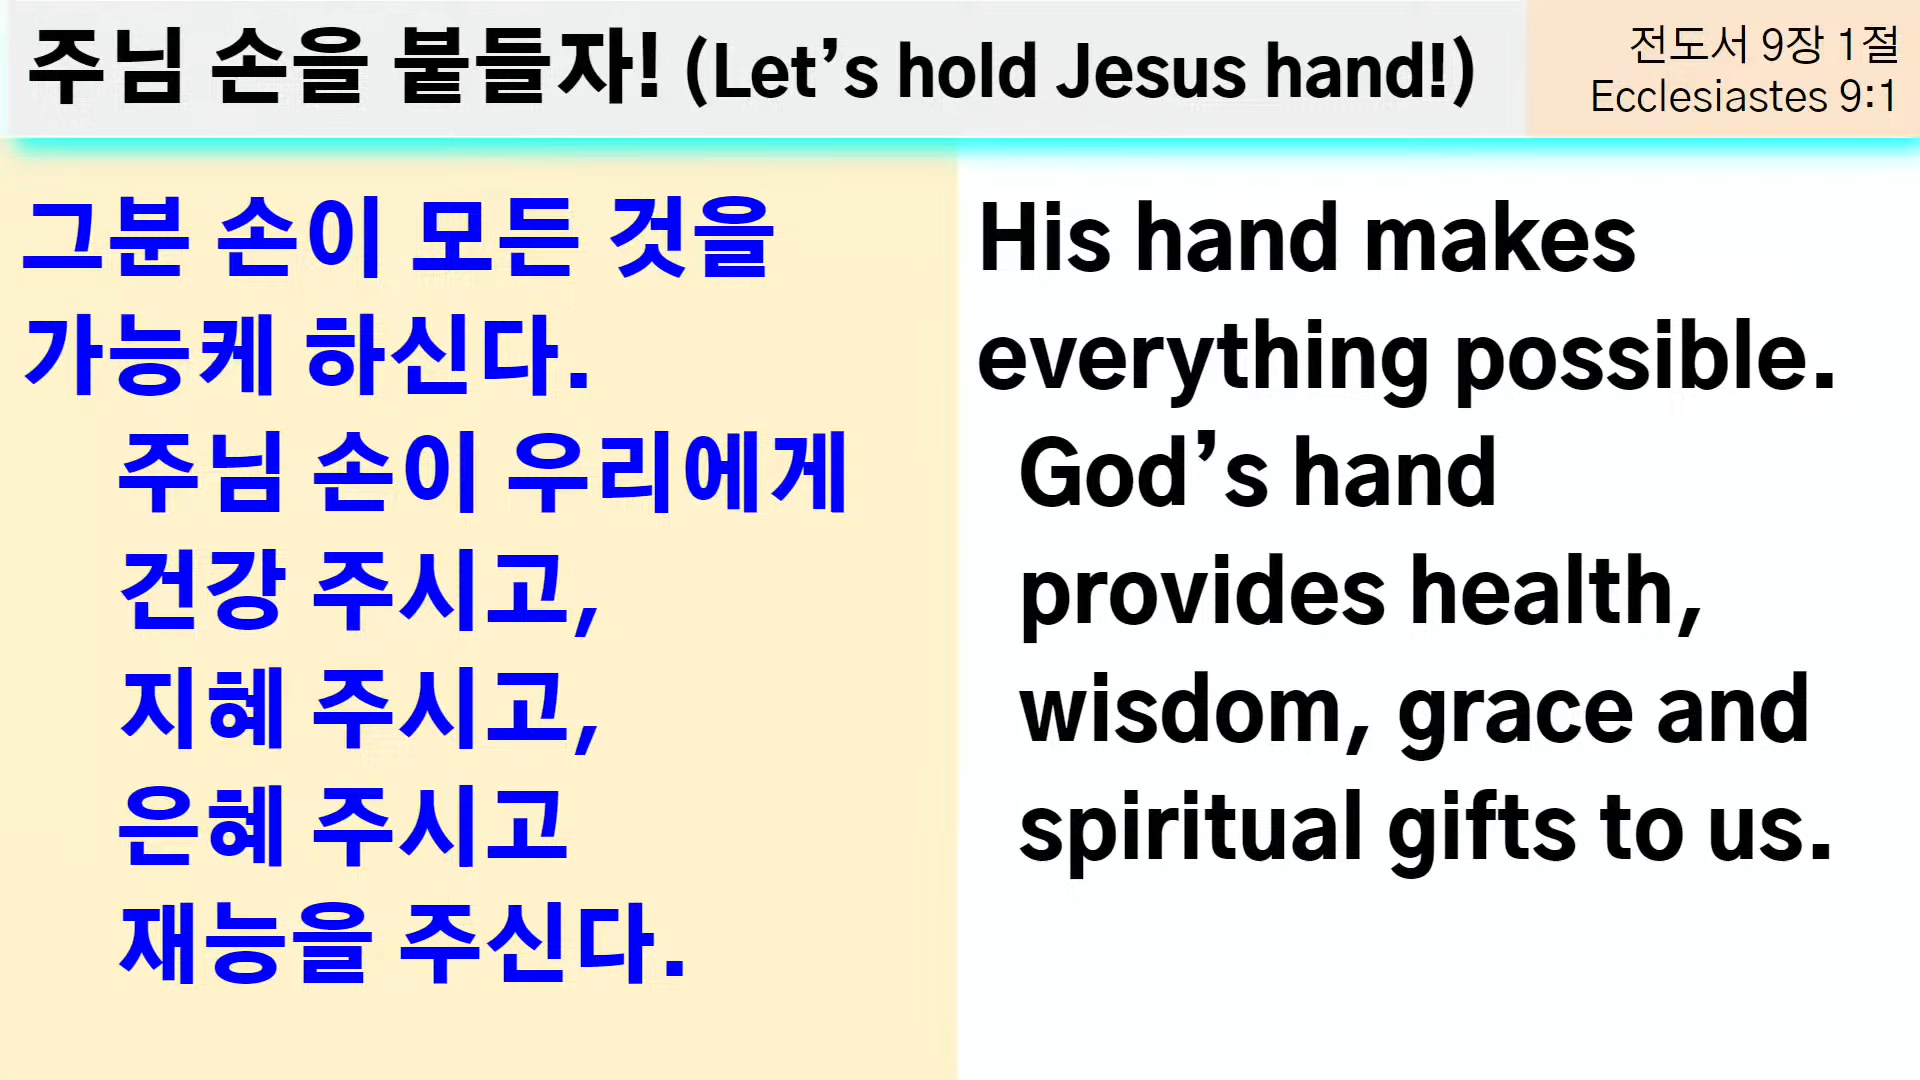 주님 손을 붙들자! (Let’s hold Jesus hand!)
전도서 9장 1절
Ecclesiastes 9:1
그분 손이 모든 것을
가능케 하신다.
주님 손이 우리에게
건강 주시고,
지혜 주시고,
은혜 주시고
재능을 주신다.
His hand makes
everything possible.
God’s hand
provides health,
wisdom, grace and
spiritual gifts to us.